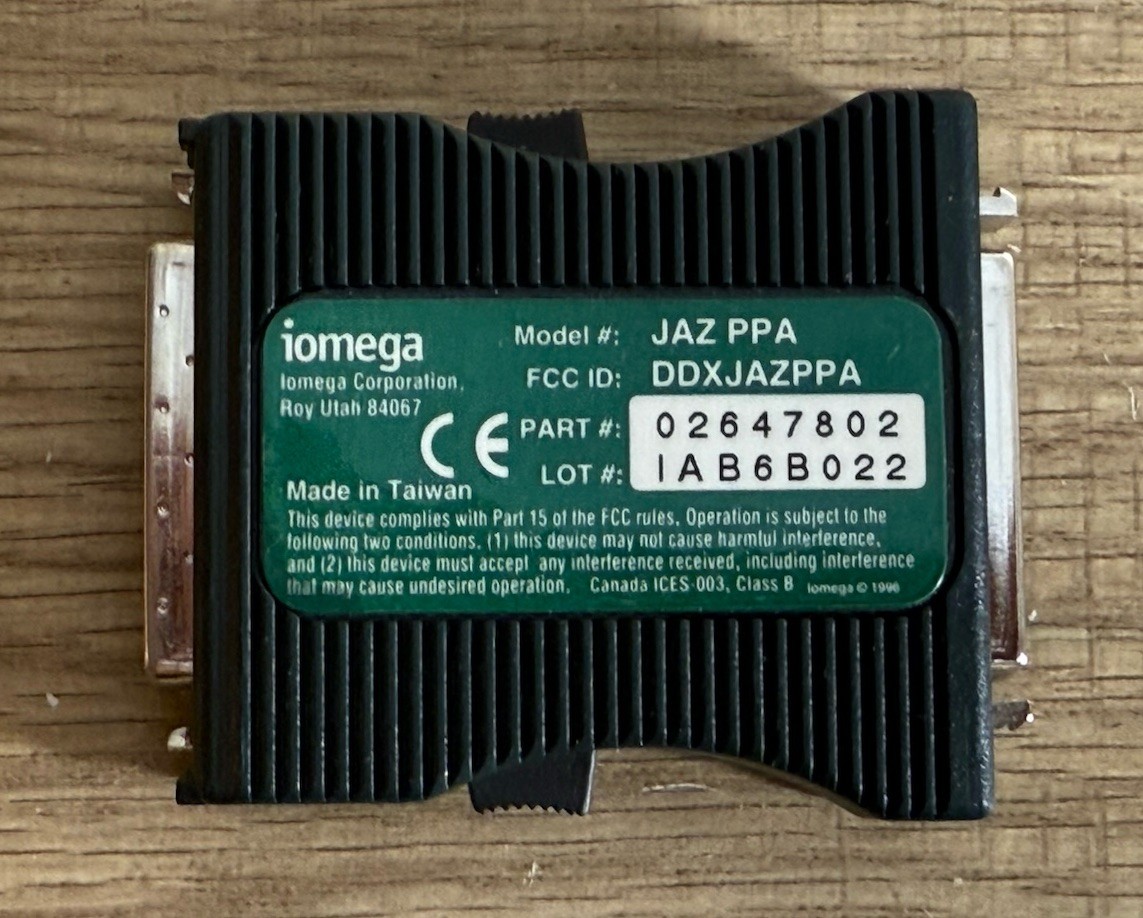 iomega
Iomega Corporation,
Roy Utah 84067
CE
Made in Taiwan
Model #: JAZ PPA
FCC ID: DDXJAZPPA
PART #: 02647802
LOT #: IAB6B022
This device complies with Part 15 of the FCC rules. Operation is subject to the
following two conditions. (1) this device may not cause harmful interference,
and (2) this device must accept any interference received, including interference
that may cause undesired operation. Canada ICES-003, Class B iomega © 1996